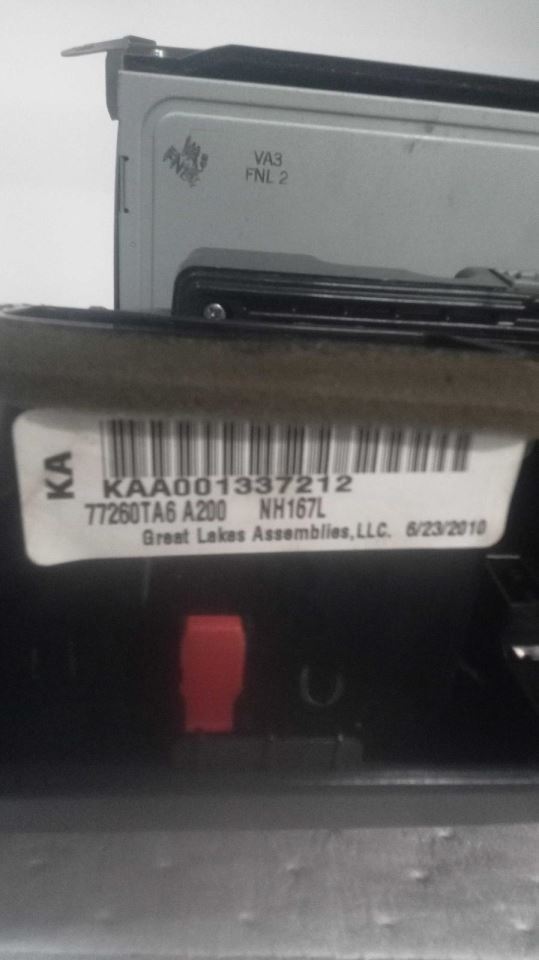 VA3
FNL 2
KA
KAA001337212
77260TA6 A200 NH167L
Great Lakes Assemblies,LLC. 6/23/2010